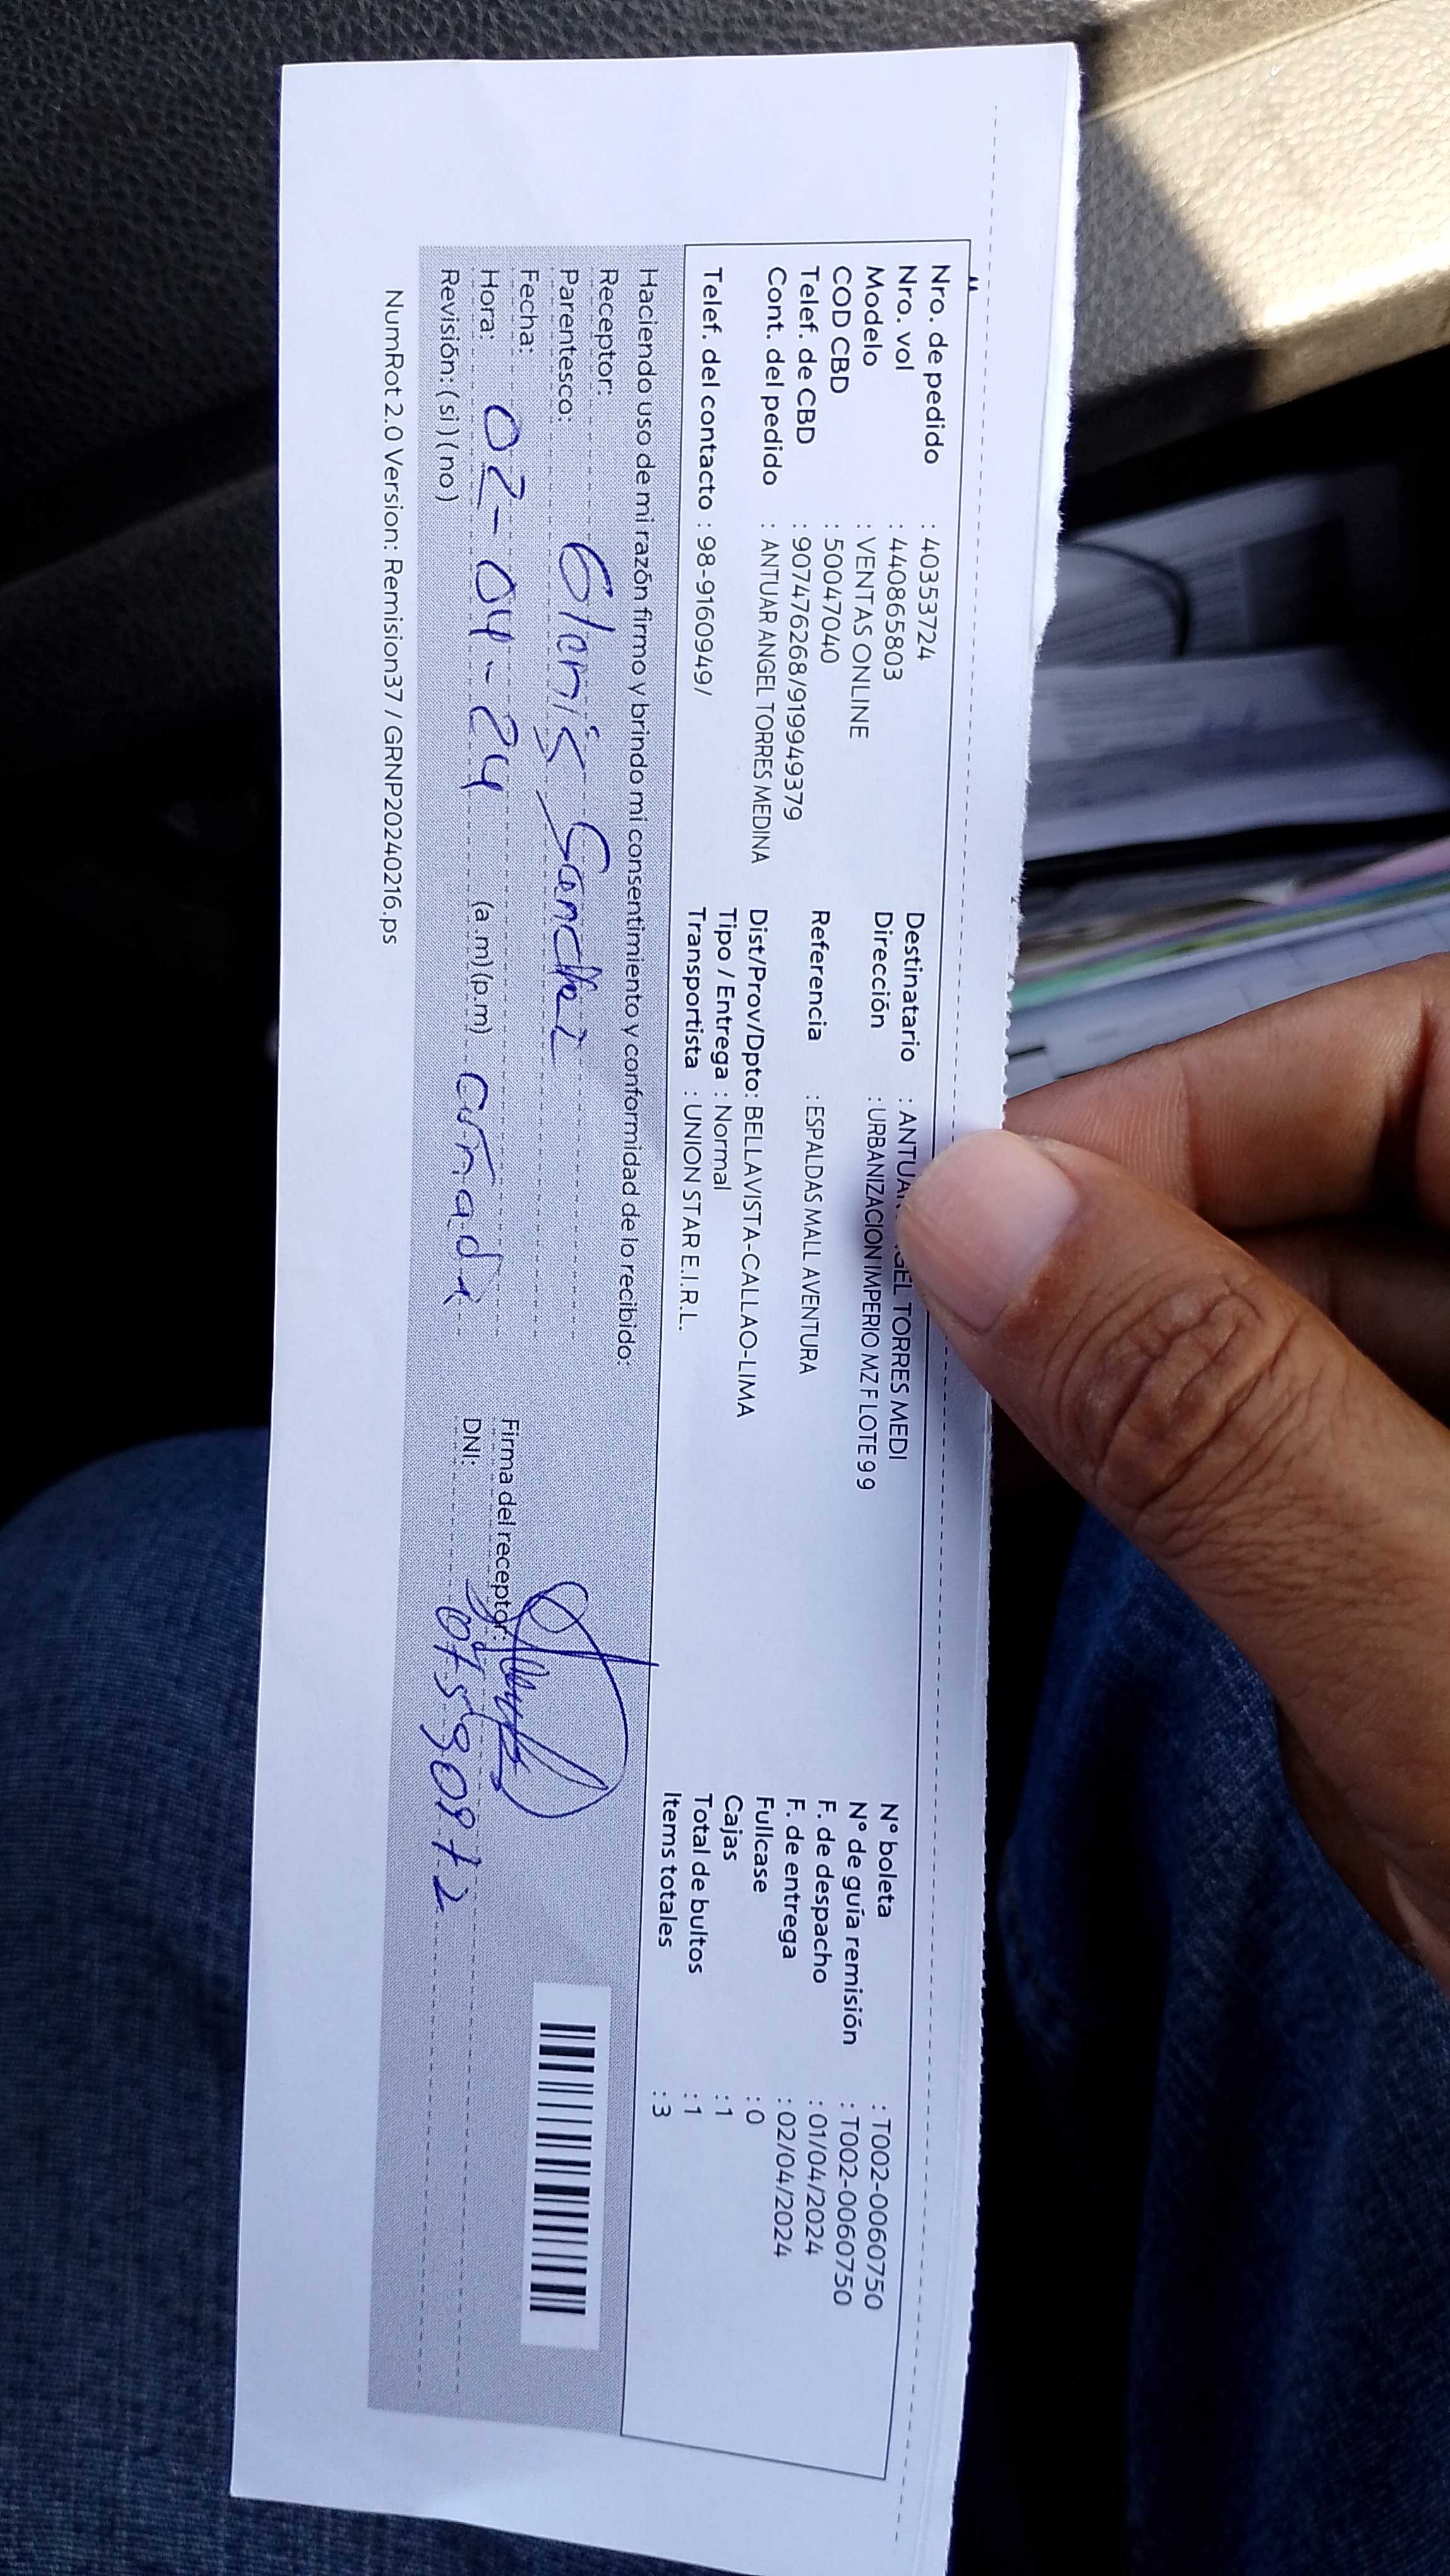 Nro. de pedido : 40353724
Nro. vol : 440865803
Modelo : VENTAS ONLINE
COD CBD : 50047040
Telef. de CBD : 907476268/919949379
Cont. del pedido : ANTUAR ANGEL TORRES MEDINA
Telef. del contacto : 98-9160949/
Destinatario : ANTUAR ANGEL TORRES MEDI
Dirección : URBANIZACION IMPERIO MZ F LOTE 9 9
Referencia : ESPALDAS MALL AVENTURA
Dist/Prov/Dpto: BELLAVISTA-CALLAO-LIMA
Tipo / Entrega : Normal
Transportista : UNION STAR E.I.R.L.
N° boleta : T002-0060750
N° de guía remisión : T002-0060750
F. de despacho : 01/04/2024
F. de entrega : 02/04/2024
Fullcase : 0
Cajas : 1
Total de bultos : 1
Items totales : 3
Haciendo uso de mi razón firmo y brindo mi consentimiento y conformidad de lo recibido:
Receptor: Glenis Sanchez
Parentesco:
Fecha: 02-04-24
Hora: (a.m)(p.m) Cuñada
Revisión: (si) (no)
Firma del receptor:
DNI:
NumRot 2.0 Version: Remision37 / GRNP20240216.ps